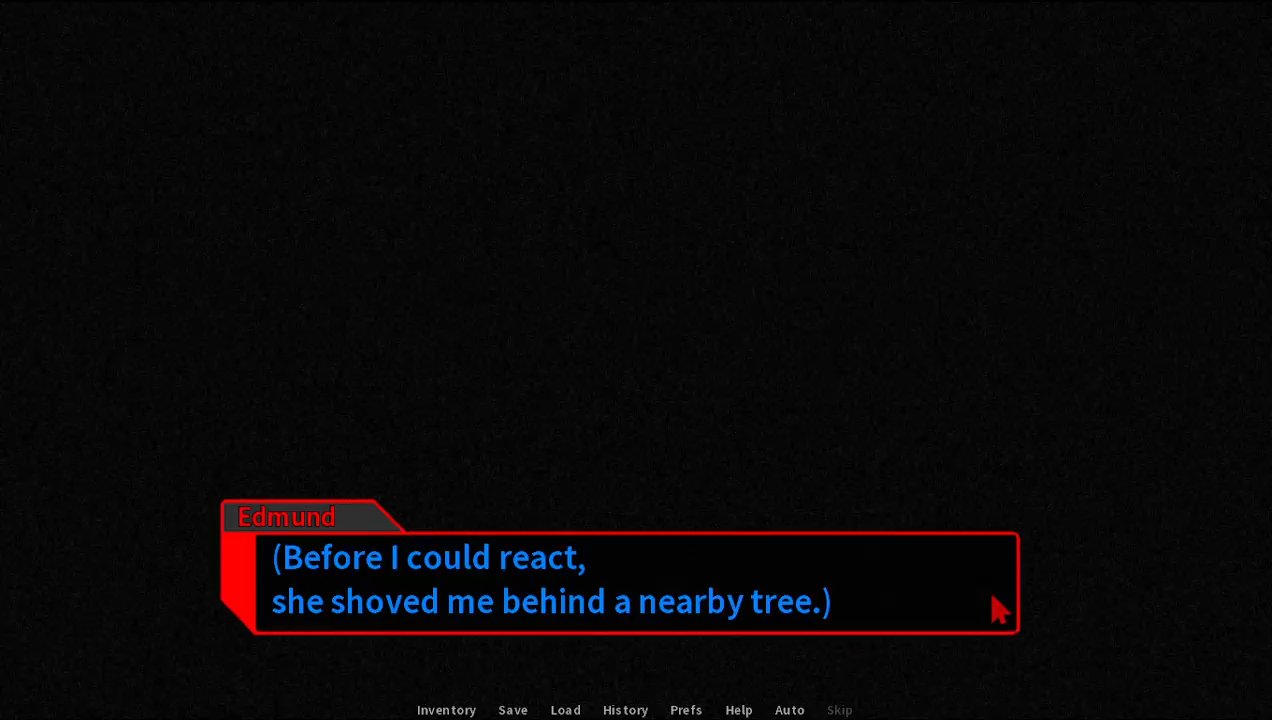 Edmund
(Before I could react,
she shoved me behind a nearby tree.)
Inventory Save Load History Prefs Help Auto Skip